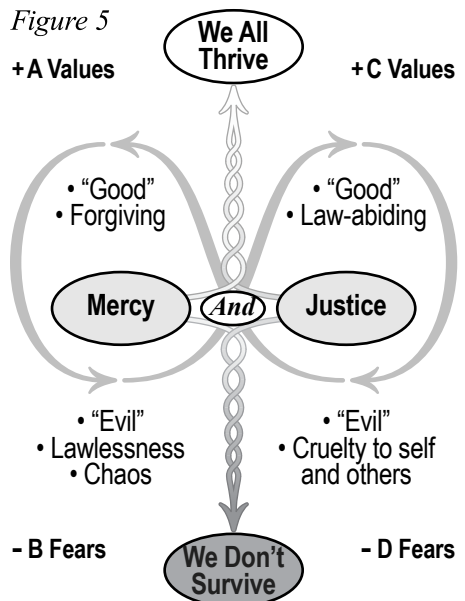 Figure 5
We All
Thrive
+A Values
+C Values
• “Good”
• Forgiving
• “Good”
• Law-abiding
Mercy
And
Justice
• “Evil”
• Lawlessness
• Chaos
• “Evil”
• Cruelty to self
and others
– B Fears
– D Fears
We Don't
Survive